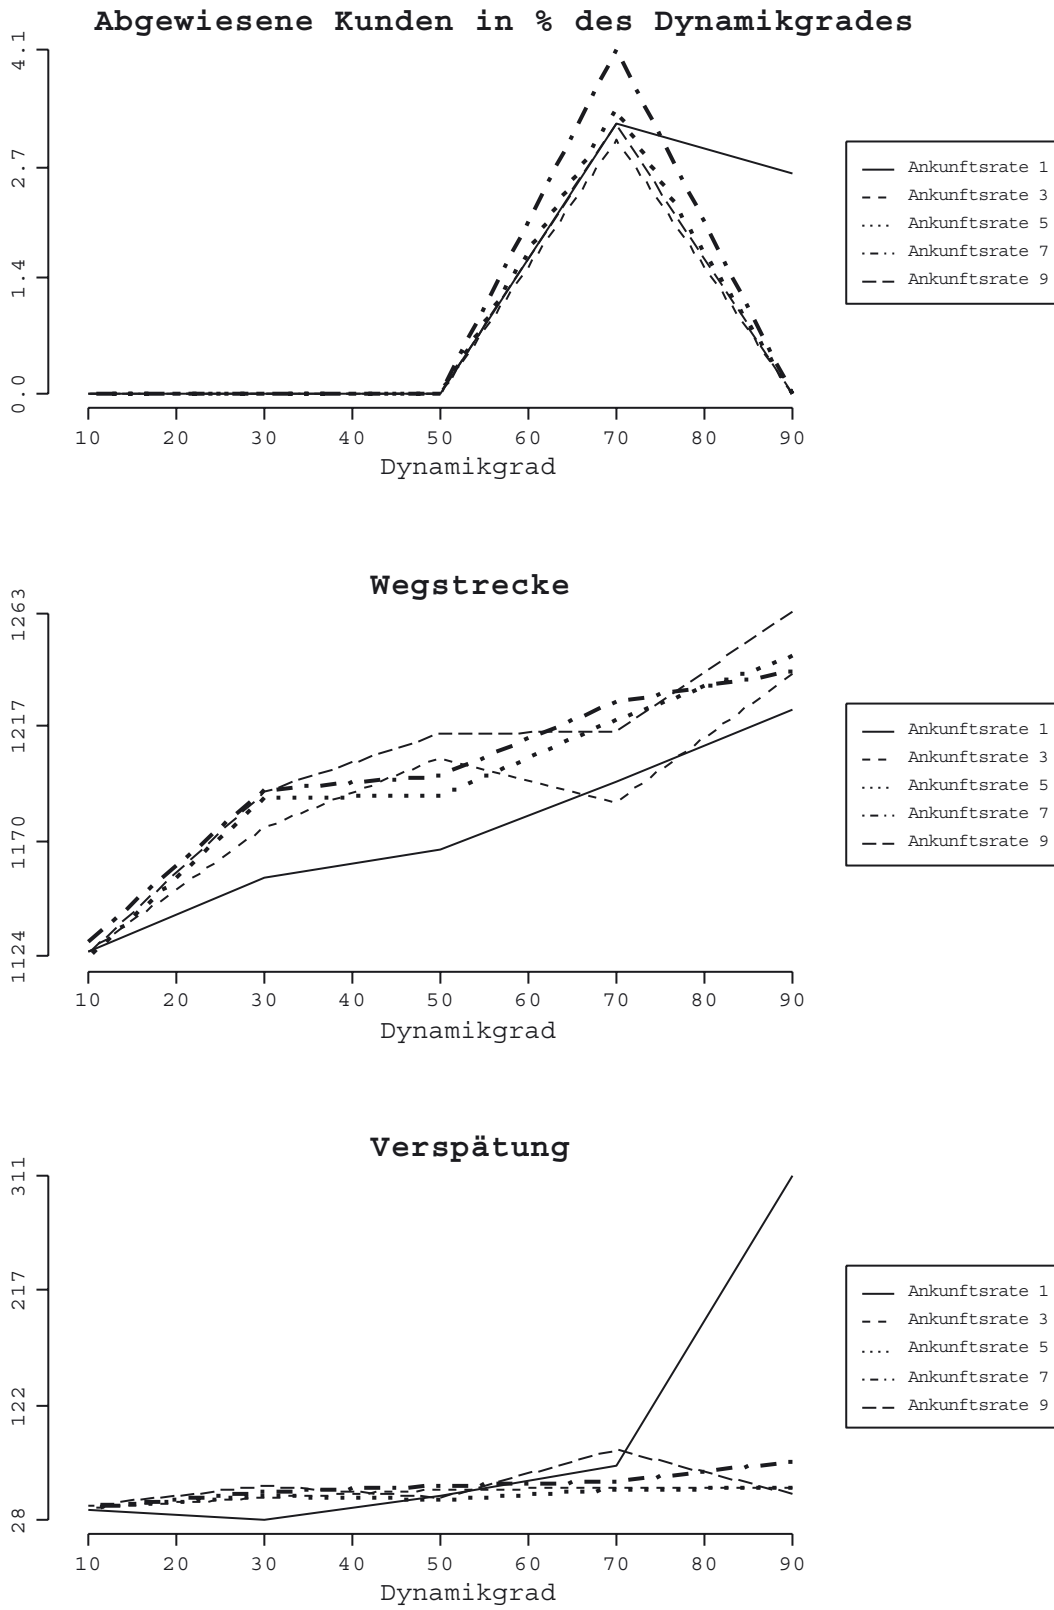 Abgewiesene Kunden in % des Dynamikgrades
4.1
2.7
1.4
0.0
10 20 30 40 50 60 70 80 90
Dynamikgrad
Ankunftsrate 1
Ankunftsrate 3
Ankunftsrate 5
Ankunftsrate 7
Ankunftsrate 9
Wegstrecke
1263
1217
1170
1124
10 20 30 40 50 60 70 80 90
Dynamikgrad
Ankunftsrate 1
Ankunftsrate 3
Ankunftsrate 5
Ankunftsrate 7
Ankunftsrate 9
Verspätung
311
217
122
28
10 20 30 40 50 60 70 80 90
Dynamikgrad
Ankunftsrate 1
Ankunftsrate 3
Ankunftsrate 5
Ankunftsrate 7
Ankunftsrate 9